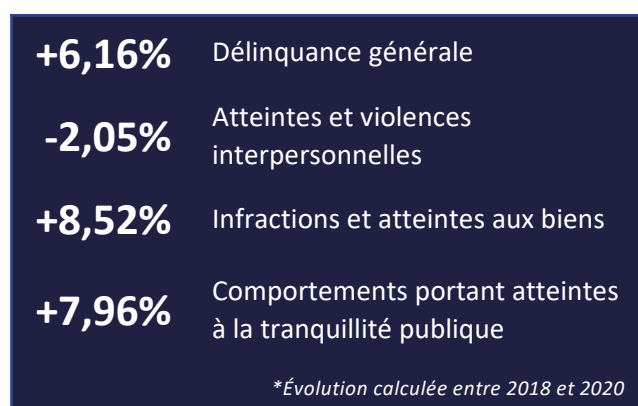 +6,16% Délinquance générale
-2,05% Atteintes et violences
interpersonnelles
+8,52% Infractions et atteintes aux biens
+7,96% Comportements portant atteintes
à la tranquillité publique
*Évolution calculée entre 2018 et 2020